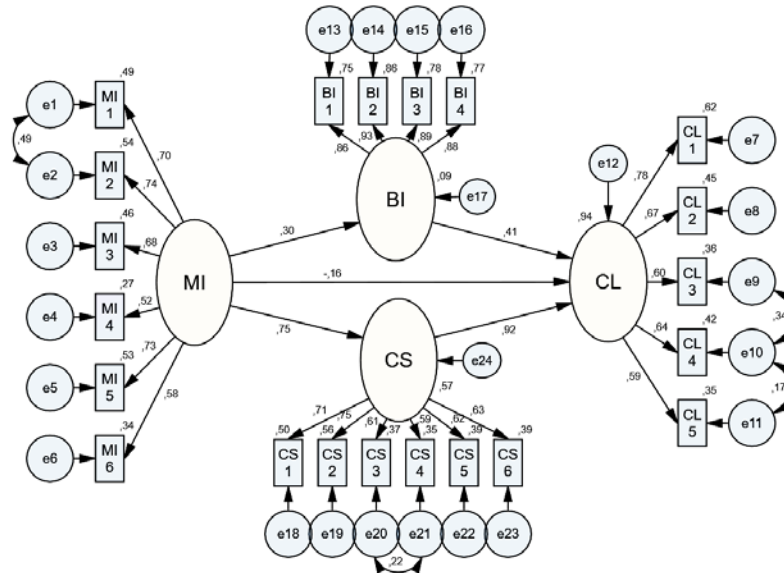 e13 e14 e15 e16
,75 ,86 ,78 ,77
BI 1
BI 2
BI 3
BI 4
,86 ,93 ,89 ,88
BI
,09
e17
e1
,49
MI 1
,49
,70
e2
,54
MI 2
,74
e3
,46
MI 3
,68
e4
,27
MI 4
,52
e5
,53
MI 5
,73
e6
,34
MI 6
,58
MI
,30
-,16
,75
,41
,92
e12
,94
CL
,62
CL 1
e7
,78
,45
CL 2
e8
,67
,36
CL 3
e9
,60
,34
,42
CL 4
e10
,64
,17
,35
CL 5
e11
,59
CS
e24
,57
,71 ,75 ,61 ,59 ,62 ,63
,50 ,56 ,37 ,35 ,39 ,39
CS 1
CS 2
CS 3
CS 4
CS 5
CS 6
e18 e19 e20 e21 e22 e23
,22